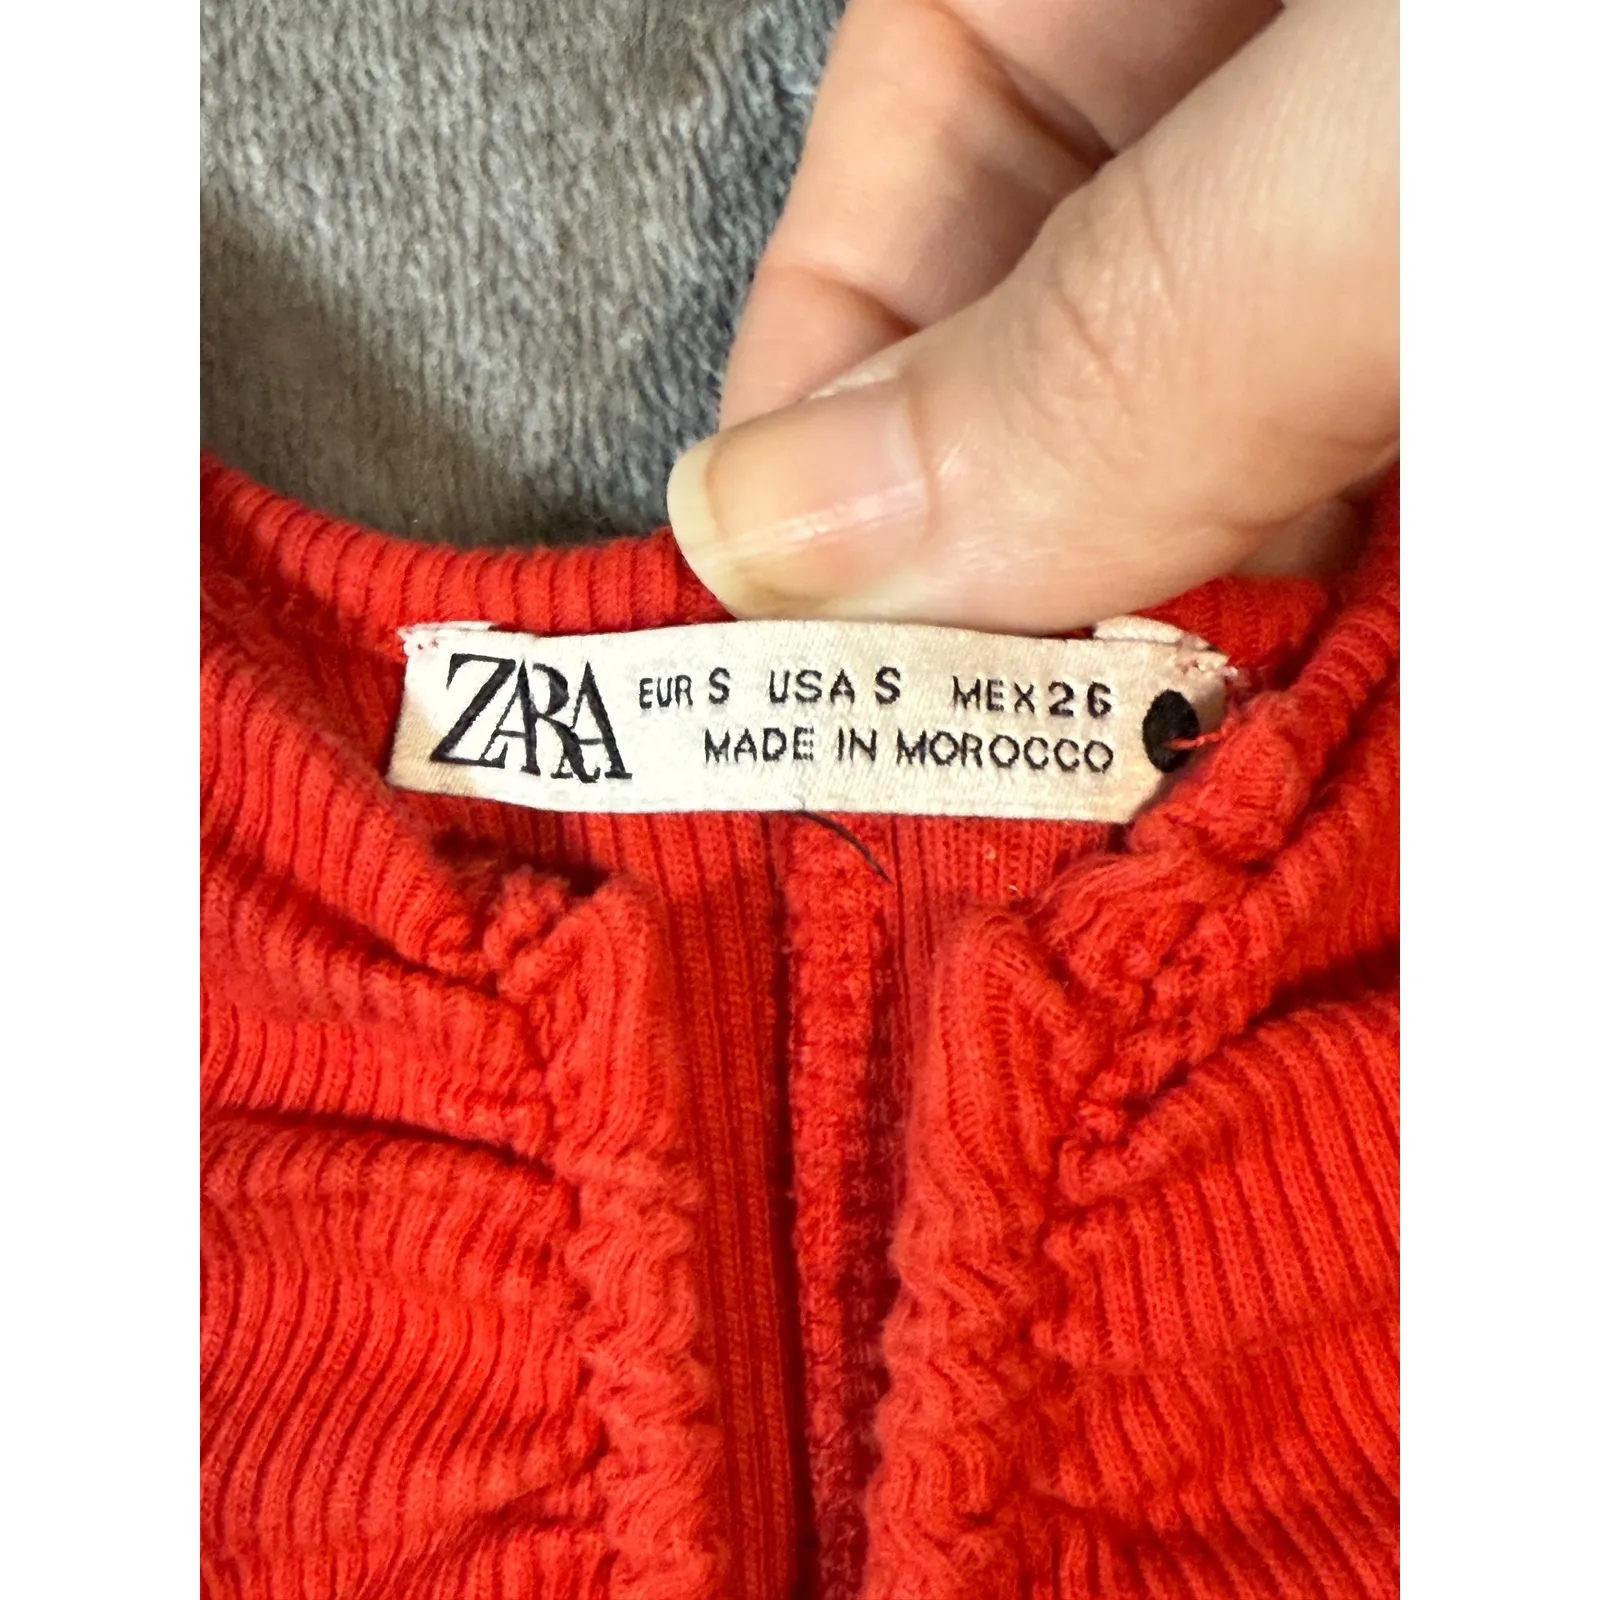 ZARA
EUR S USA S MEX 26
MADE IN MOROCCO